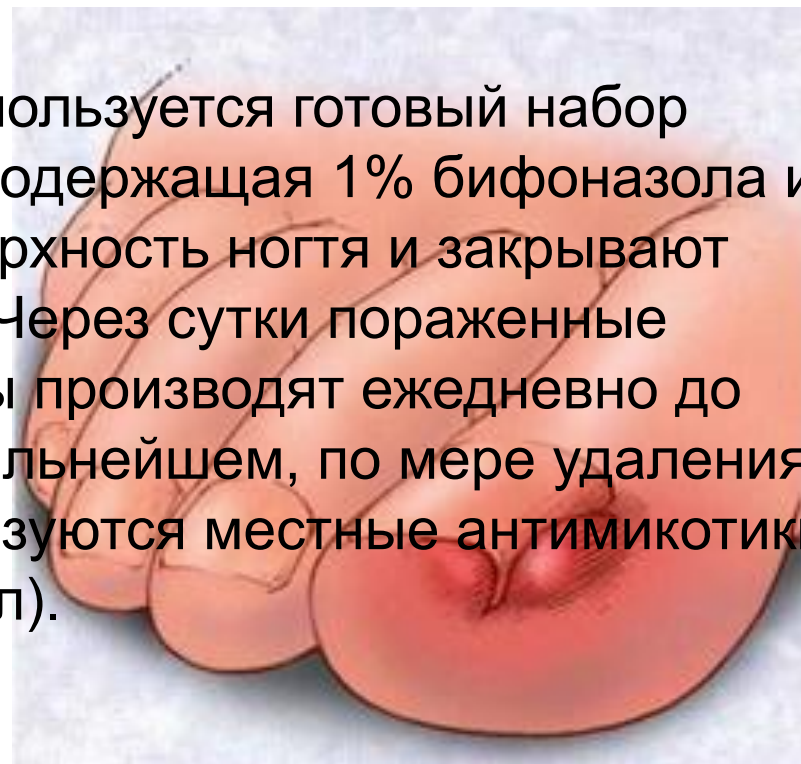 пользуется готовый набор
одержащая 1% бифоназола и
рхность ногтя и закрывают
Через сутки пораженные
ы производят ежедневно до
льнейшем, по мере удаления
зуются местные антимикотики
л).